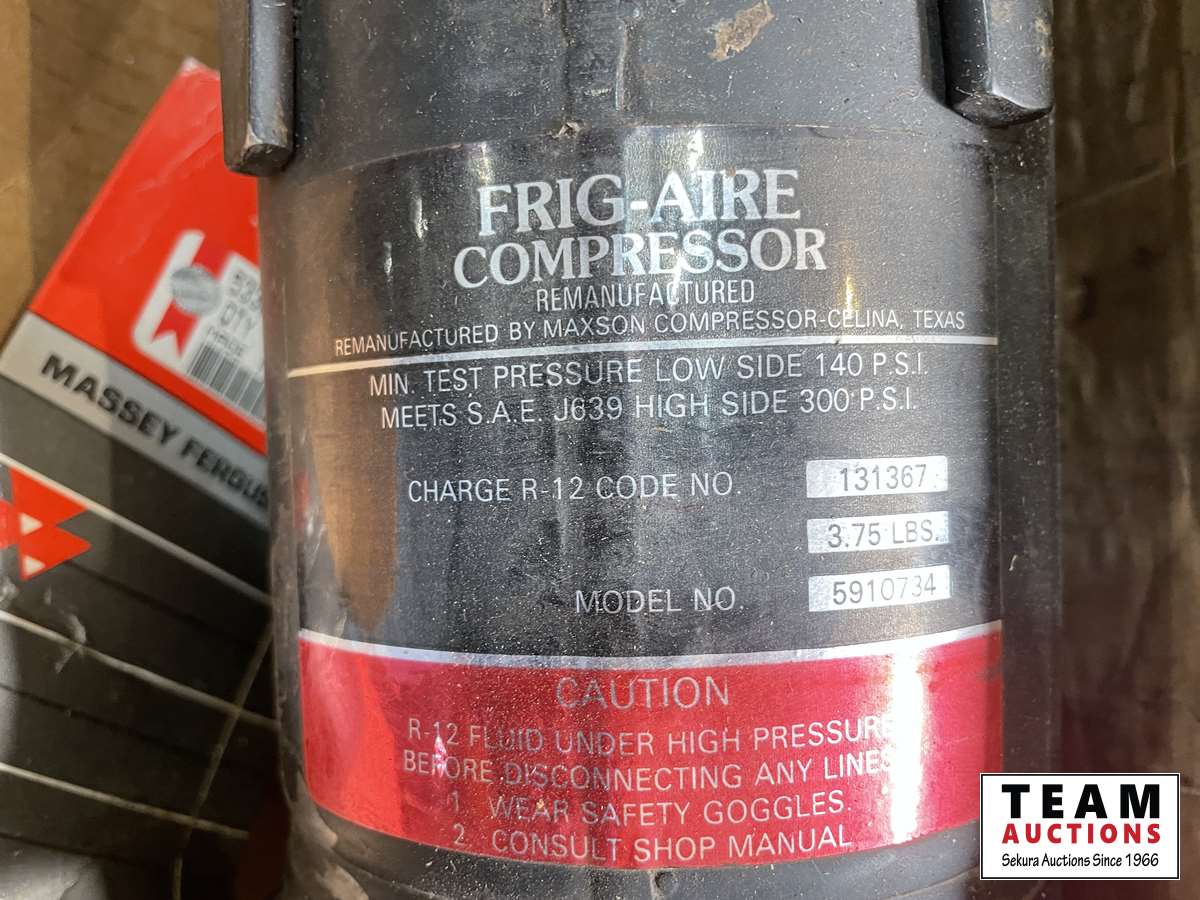 FRIG-AIRE
COMPRESSOR
REMANUFACTURED
REMANUFACTURED BY MAXSON COMPRESSOR-CELINA, TEXAS
MIN. TEST PRESSURE LOW SIDE 140 P.S.I.
MEETS S.A.E. J639 HIGH SIDE 300 P.S.I.
CHARGE R-12 CODE NO. 131367
3.75 LBS.
MODEL NO. 5910734
CAUTION
R-12 FLUID UNDER HIGH PRESSURE
BEFORE DISCONNECTING ANY LINES
1. WEAR SAFETY GOGGLES.
2. CONSULT SHOP MANUAL
QTY
MASSEY FERGUS
TEAM
AUCTIONS
Sekura Auctions Since 1966